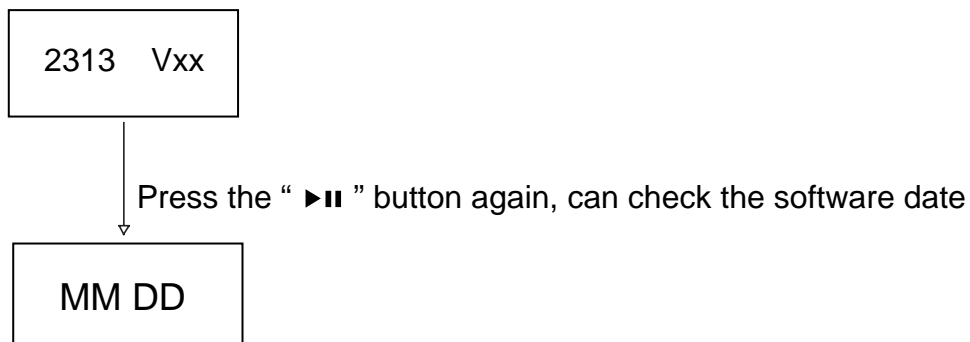 2313 Vxx
Press the “ ⏯ ” button again, can check the software date
MM DD